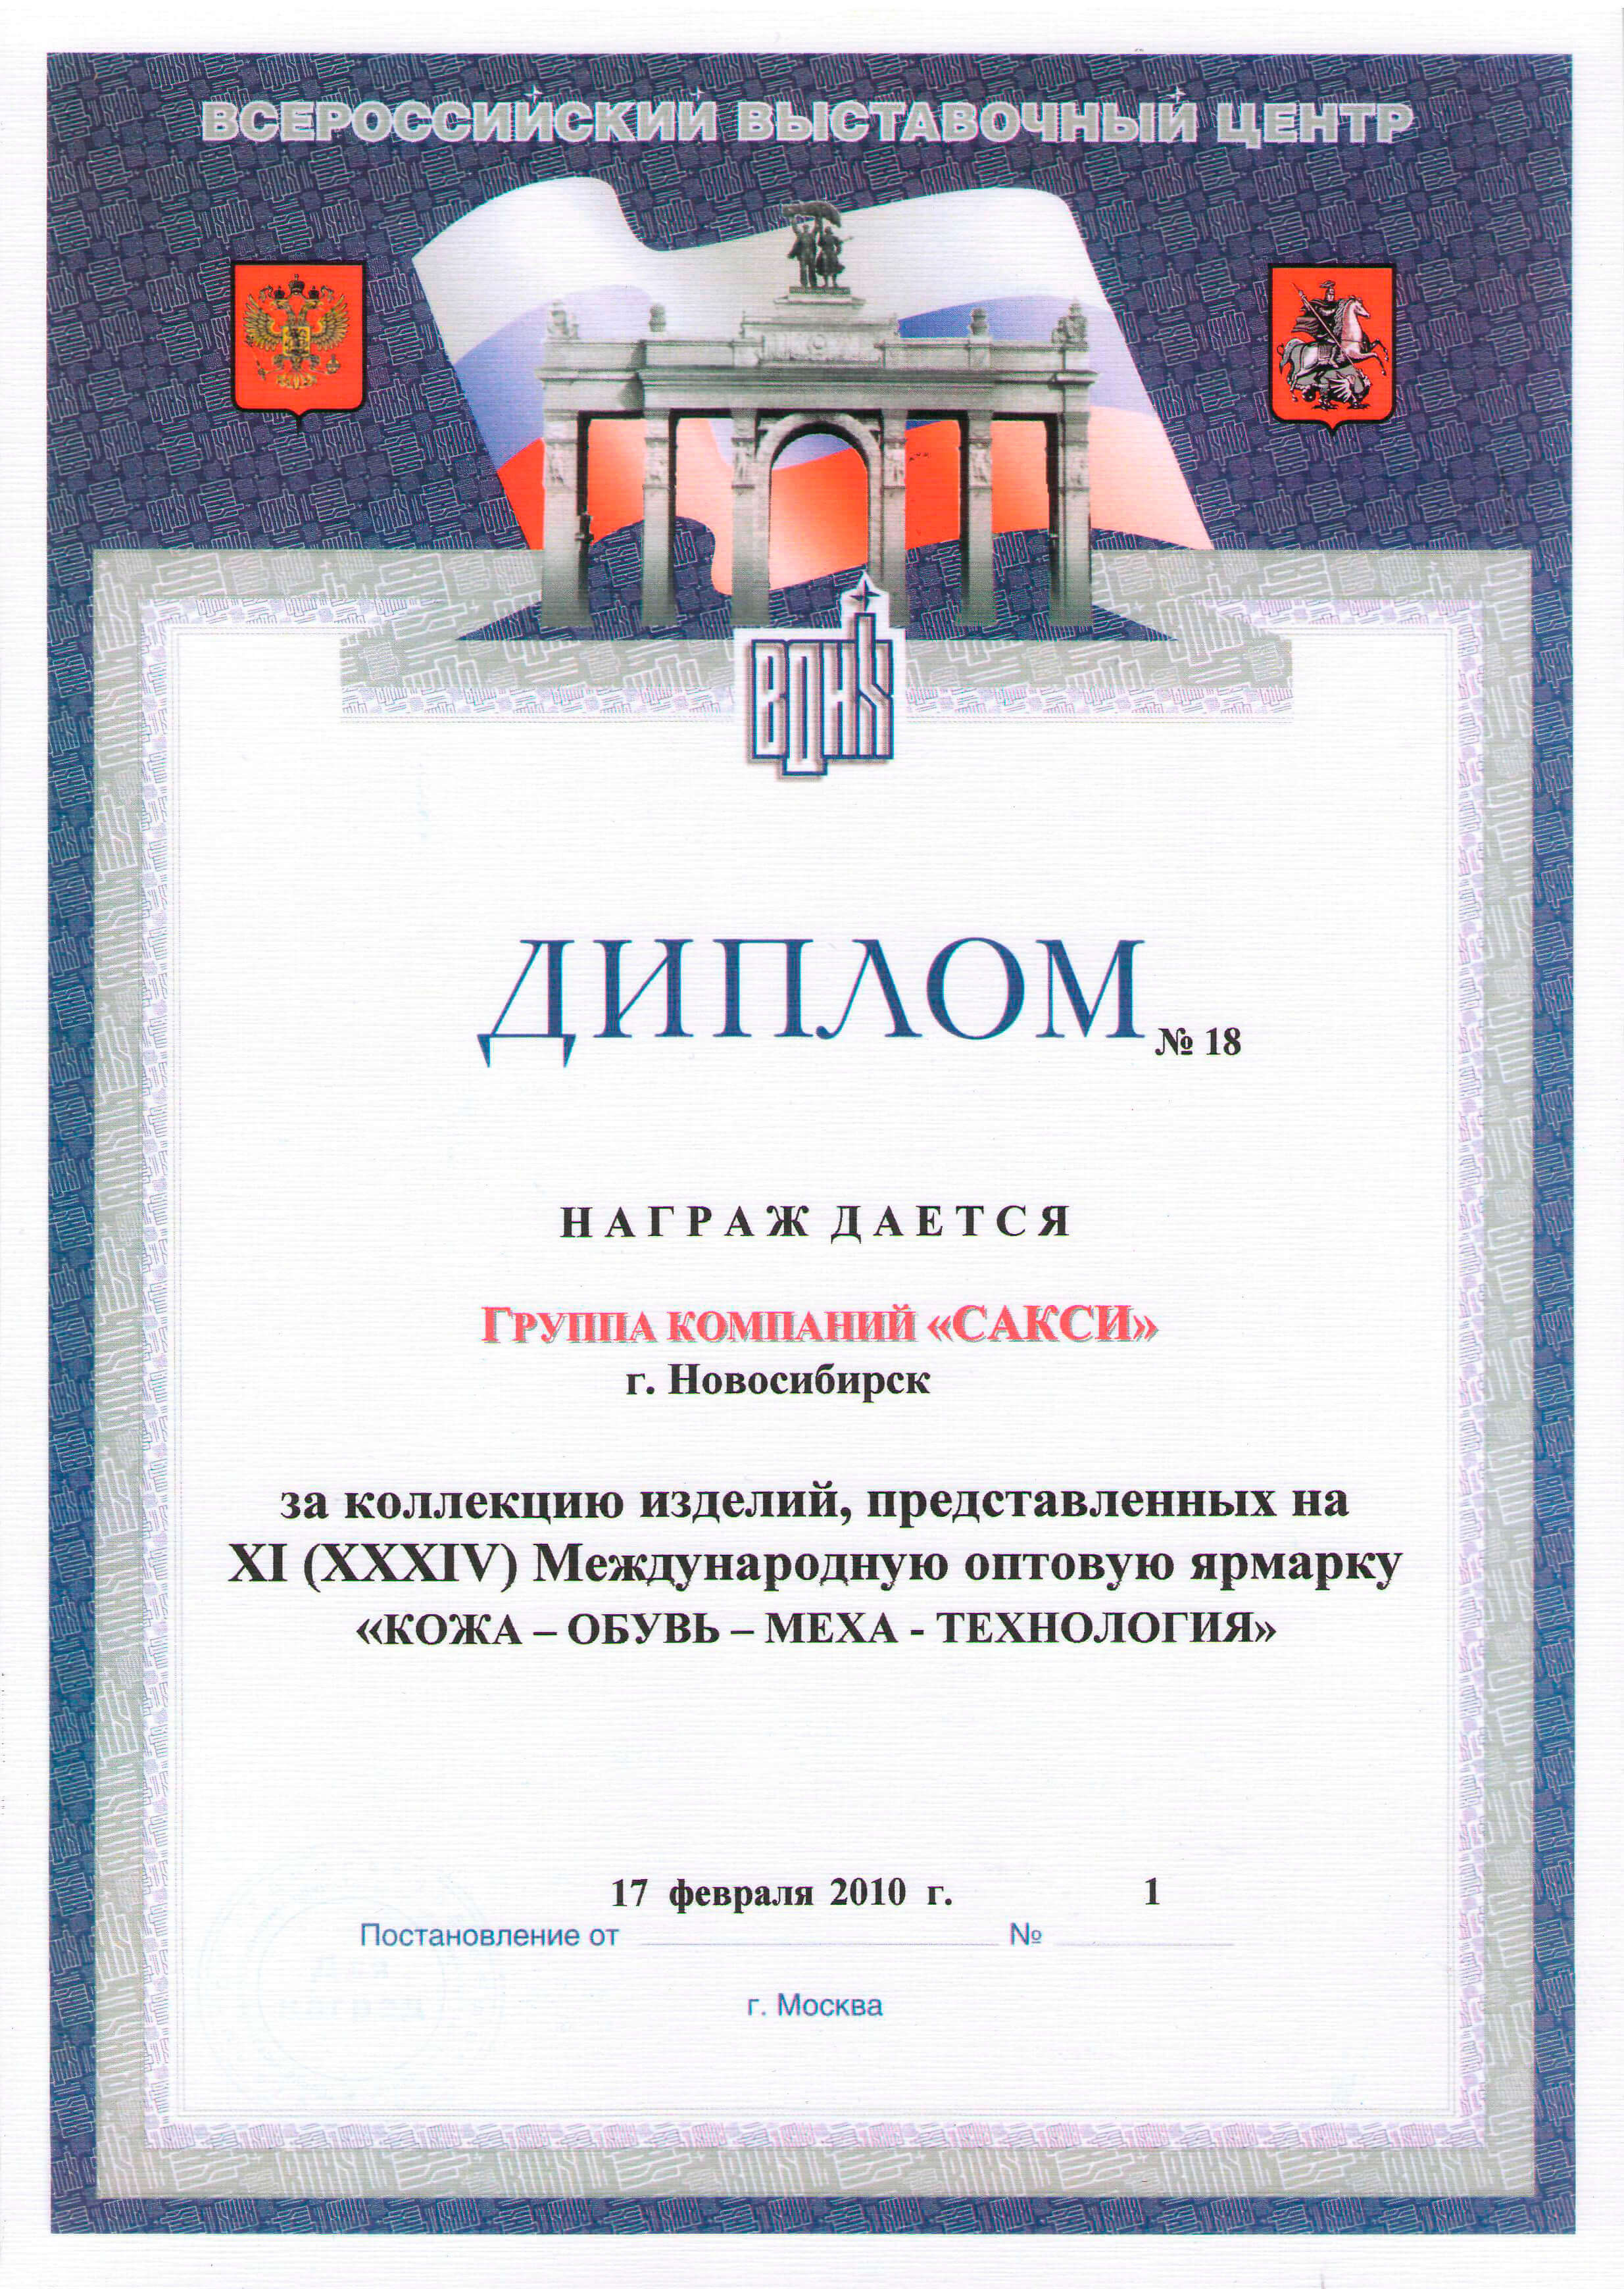 ВСЕРОССИЙСКИЙ ВЫСТАВОЧНЫЙ ЦЕНТР
ВДНХ
ДИПЛОМ № 18
НАГРАЖДАЕТСЯ
ГРУППА КОМПАНИЙ «САКСИ»
г. Новосибирск
за коллекцию изделий, представленных на
XI (XXXIV) Международную оптовую ярмарку
«КОЖА – ОБУВЬ – МЕХА - ТЕХНОЛОГИЯ»
17 февраля 2010 г. 1
Постановление от № 
г. Москва